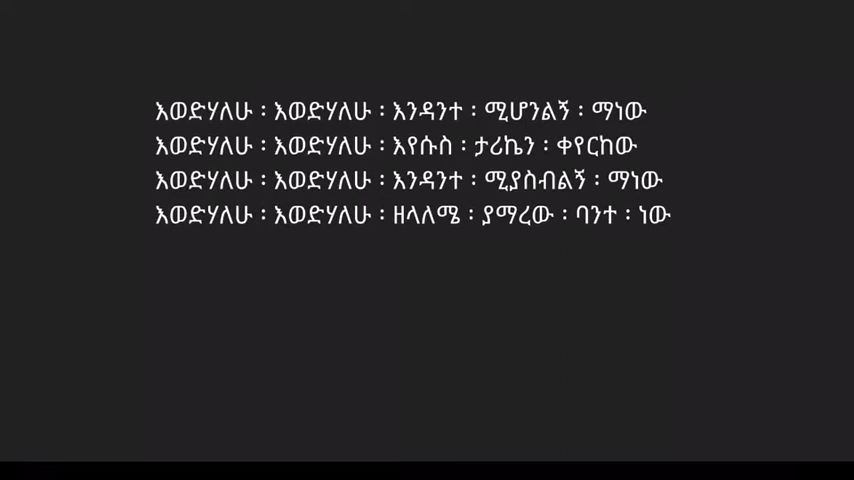 እወድሃለሁ ፡ እወድሃለሁ ፡ እንዳንተ ፡ ሚሆንልኝ ፡ ማነው
እወድሃለሁ ፡ እወድሃለሁ ፡ እየሱስ ፡ ታሪኬን ፡ ቀየርከው
እወድሃለሁ ፡ እወድሃለሁ ፡ እንዳንተ ፡ ሚያስብልኝ ፡ ማነው
እወድሃለሁ ፡ እወድሃለሁ ፡ ዘላለሜ ፡ ያማረው ፡ ባንተ ፡ ነው